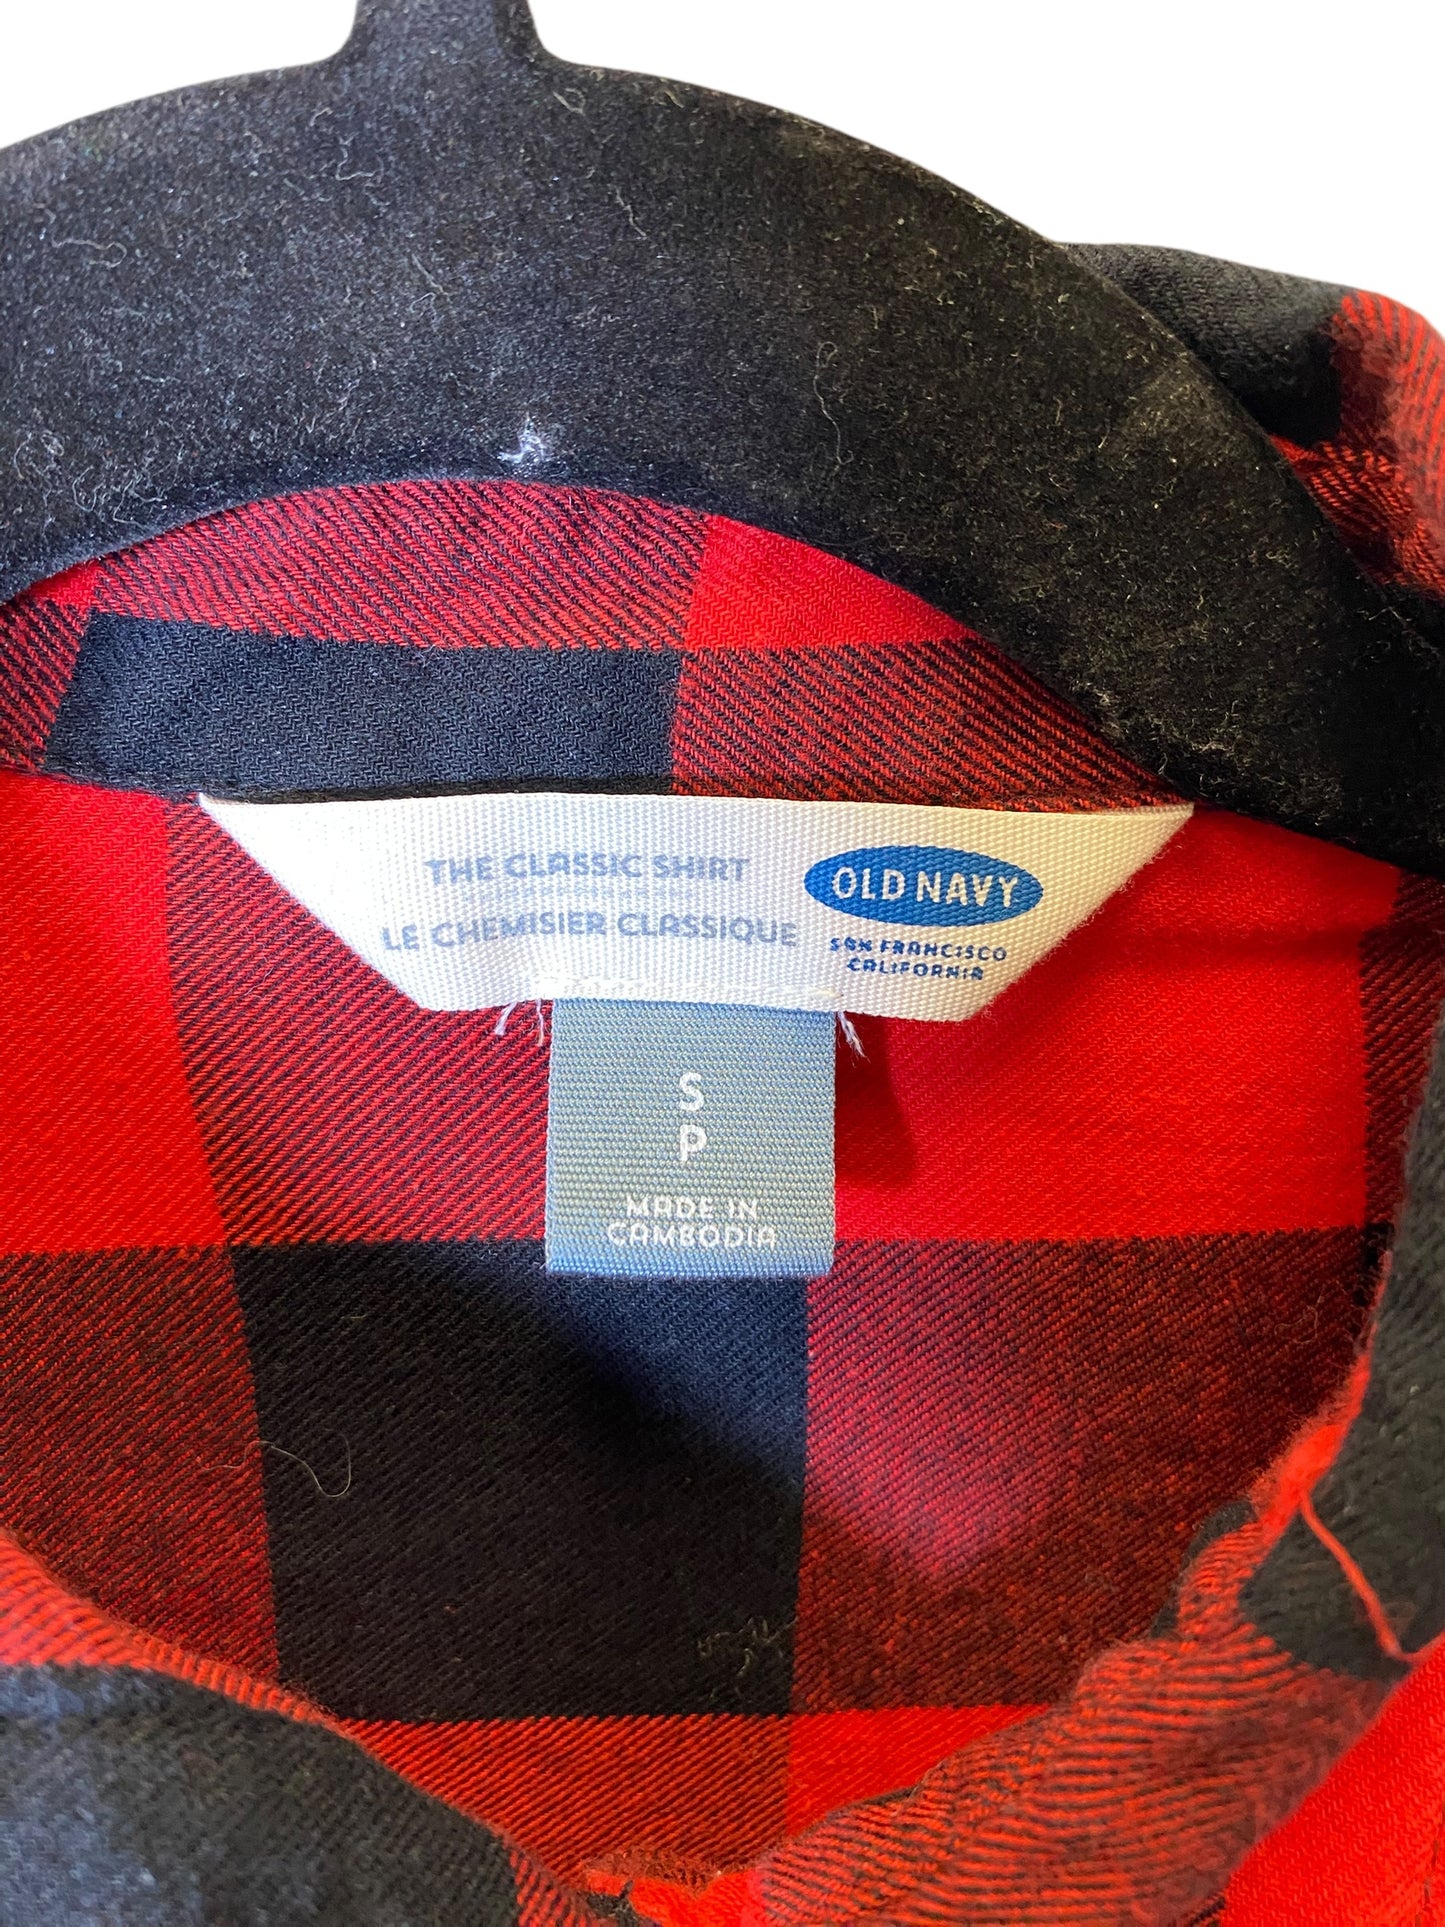 THE CLASSIC SHIRT
LE CHEMISIER CLASSIQUE
OLD NAVY
SAN FRANCISCO
CALIFORNIA
S
P
MADE IN
CAMBODIA